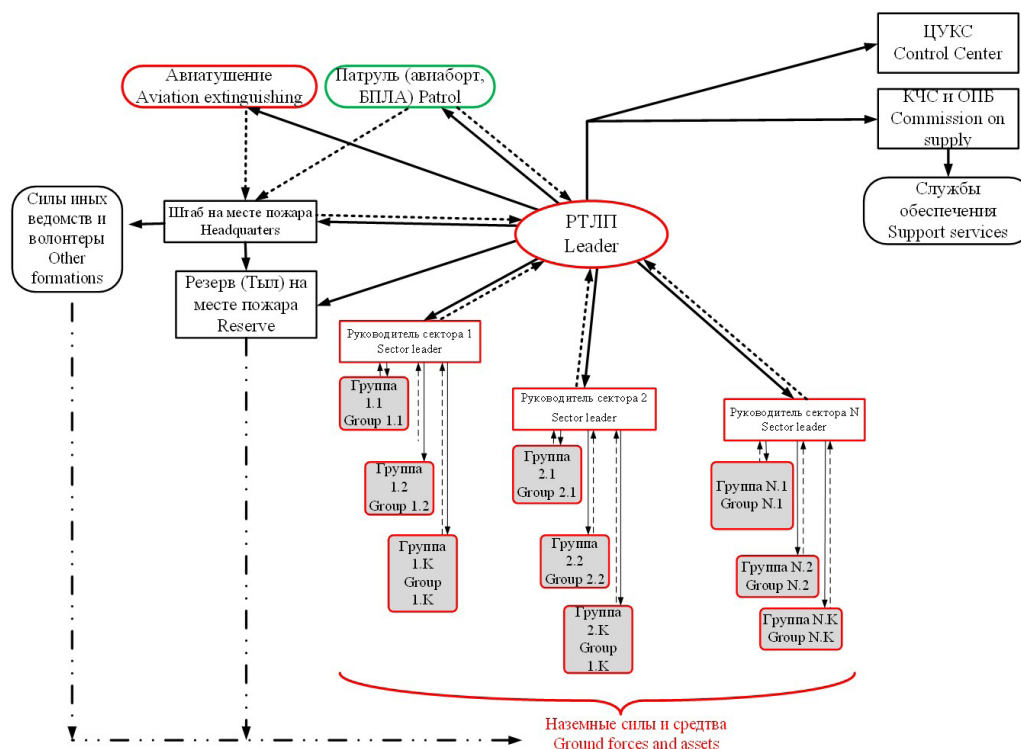 ЦУКС
Control Center
Авиатушение
Aviation extinguishing
Патруль (авиаборт,
БПЛА) Patrol
КЧС и ОПБ
Commission on
supply
Службы
обеспечения
Support services
Силы иных
ведомств и
волонтеры
Other
formations
Штаб на месте пожара
Headquarters
РТЛП
Leader
Резерв (Тыл) на
месте пожара
Reserve
Руководитель сектора 1
Sector leader
Группа
1.1
Group 1.1
Группа
1.2
Group 1.2
Группа
1.K
Group
1.K
Руководитель сектора 2
Sector leader
Группа
2.1
Group 2.1
Группа
2.2
Group 2.2
Группа
2.K
Group
1.K
Руководитель сектора N
Sector leader
Группа N.1
Group N.1
Группа N.2
Group N.2
Группа N.K
Group N.K
Наземные силы и средтва
Ground forces and assets